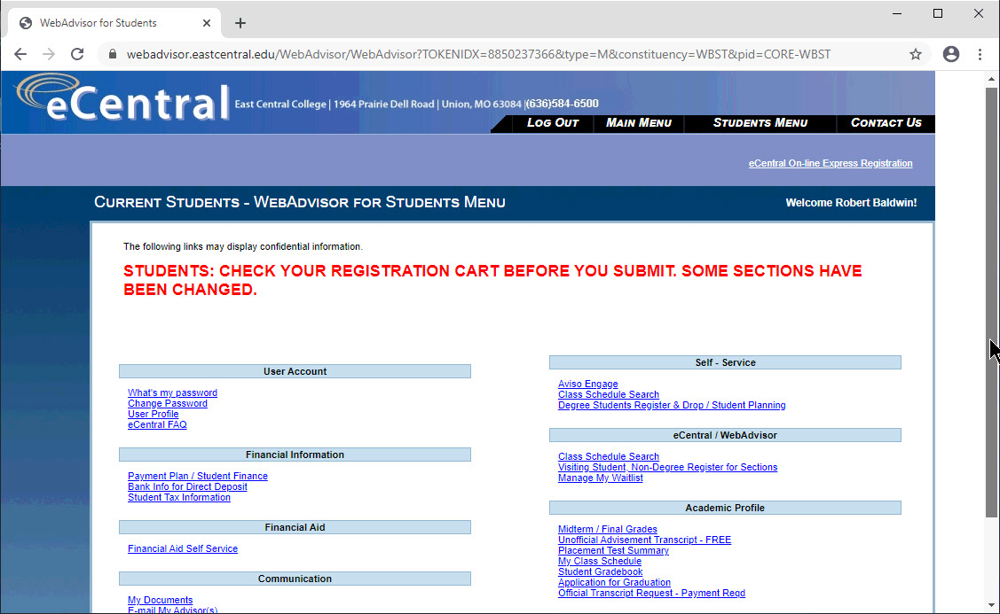 WebAdvisor for Students
webadvisor.eastcentral.edu/WebAdvisor/WebAdvisor?TOKENIDX=8850237366&type=M&constituency=WBST&pid=CORE-WBST
eCentral East Central College | 1964 Prairie Dell Road | Union, MO 63084 |(636)584-6500
LOG OUT MAIN MENU STUDENTS MENU CONTACT US
eCentral On-line Express Registration
CURRENT STUDENTS - WEBADVISOR FOR STUDENTS MENU
Welcome Robert Baldwin!
The following links may display confidential information.
STUDENTS: CHECK YOUR REGISTRATION CART BEFORE YOU SUBMIT. SOME SECTIONS HAVE
BEEN CHANGED.
User Account
What's my password
Change Password
User Profile
eCentral FAQ
Financial Information
Payment Plan / Student Finance
Bank Info for Direct Deposit
Student Tax Information
Financial Aid
Financial Aid Self Service
Communication
My Documents
E-mail My Advisor(s)
Self - Service
Aviso Engage
Class Schedule Search
Degree Students Register & Drop / Student Planning
eCentral / WebAdvisor
Class Schedule Search
Visiting Student, Non-Degree Register for Sections
Manage My Waitlist
Academic Profile
Midterm / Final Grades
Unofficial Advisement Transcript - FREE
Placement Test Summary
My Class Schedule
Student Gradebook
Application for Graduation
Official Transcript Request - Payment Reqd